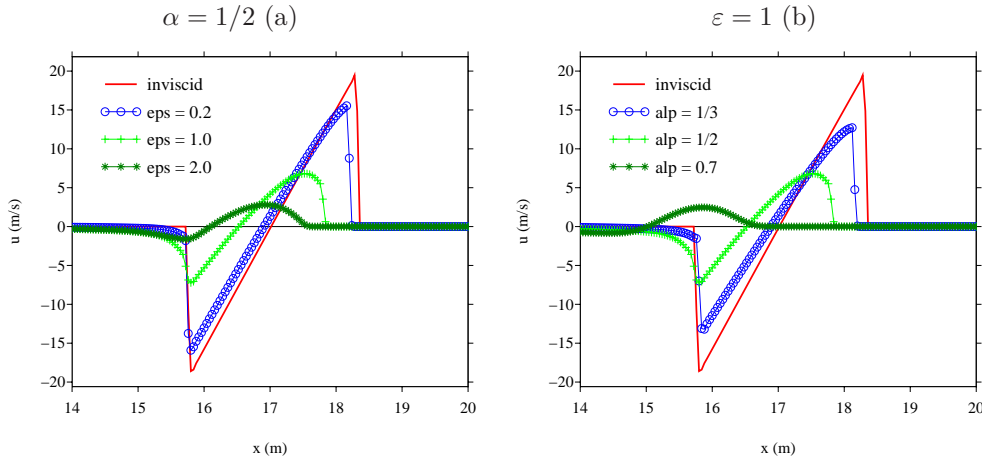 α = 1/2 (a)
u (m/s)
20
15
10
5
0
−5
−10
−15
−20
inviscid
eps = 0.2
eps = 1.0
eps = 2.0
14 15 16 17 18 19 20
x (m)
ε = 1 (b)
u (m/s)
20
15
10
5
0
−5
−10
−15
−20
inviscid
alp = 1/3
alp = 1/2
alp = 0.7
14 15 16 17 18 19 20
x (m)